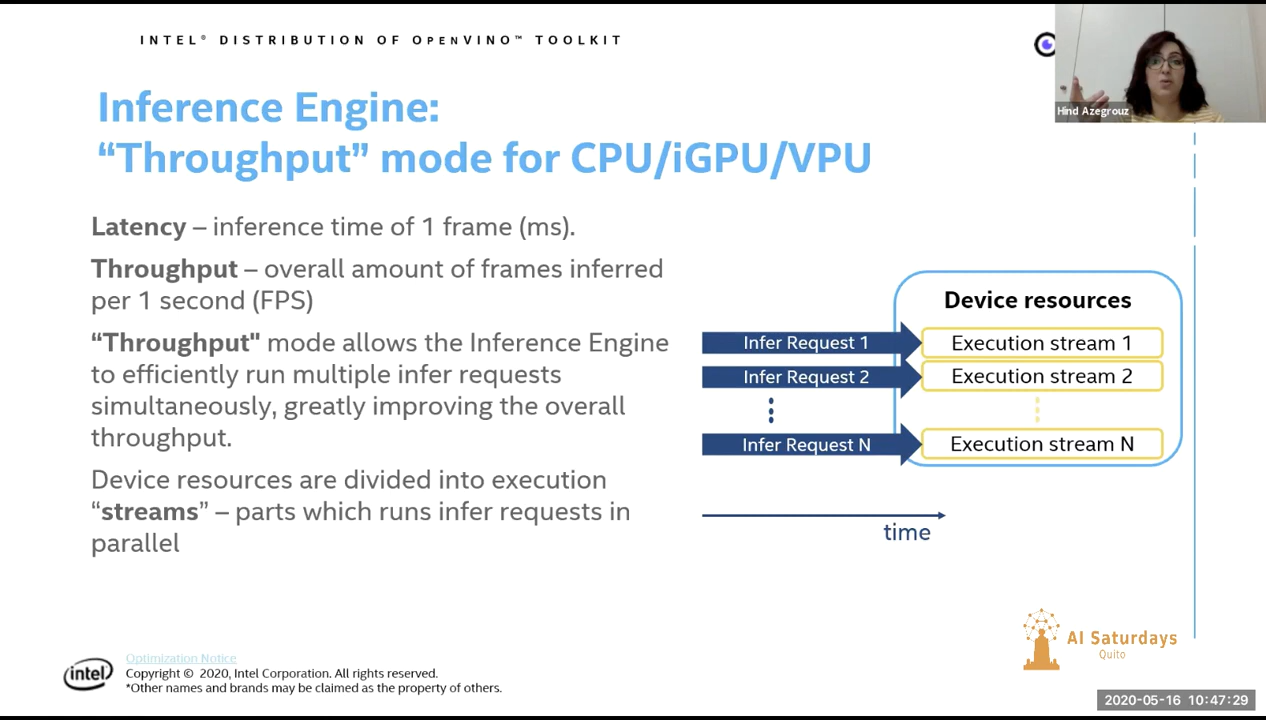 INTEL® DISTRIBUTION OF OPENVINO™ TOOLKIT
Hind Azegrouz
Inference Engine:
“Throughput” mode for CPU/iGPU/VPU
Latency – inference time of 1 frame (ms).
Throughput – overall amount of frames inferred
per 1 second (FPS)
“Throughput" mode allows the Inference Engine
to efficiently run multiple infer requests
simultaneously, greatly improving the overall
throughput.
Device resources are divided into execution
“streams” – parts which runs infer requests in
parallel
Device resources
Infer Request 1
Execution stream 1
Infer Request 2
Execution stream 2
Infer Request N
Execution stream N
time
AI Saturdays
Quito
intel
Optimization Notice
Copyright © 2020, Intel Corporation. All rights reserved.
*Other names and brands may be claimed as the property of others.
2020-05-16 10:47:29